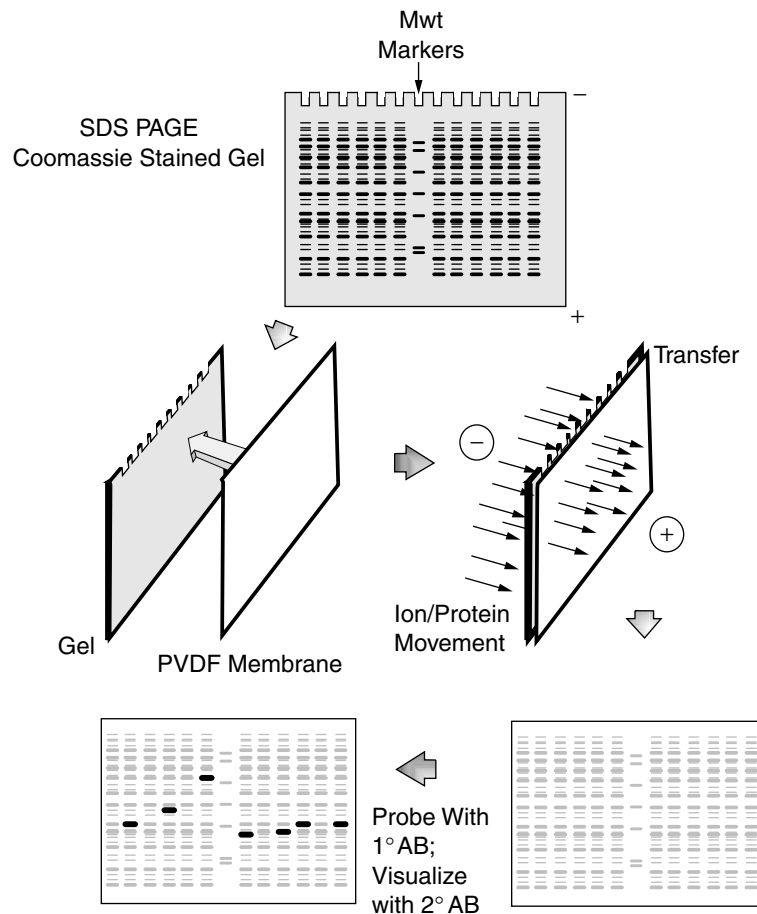 Mwt
Markers
−
SDS PAGE
Coomassie Stained Gel
+
Transfer
−
+
Gel
PVDF Membrane
Ion/Protein
Movement
Probe With
1° AB;
Visualize
with 2° AB